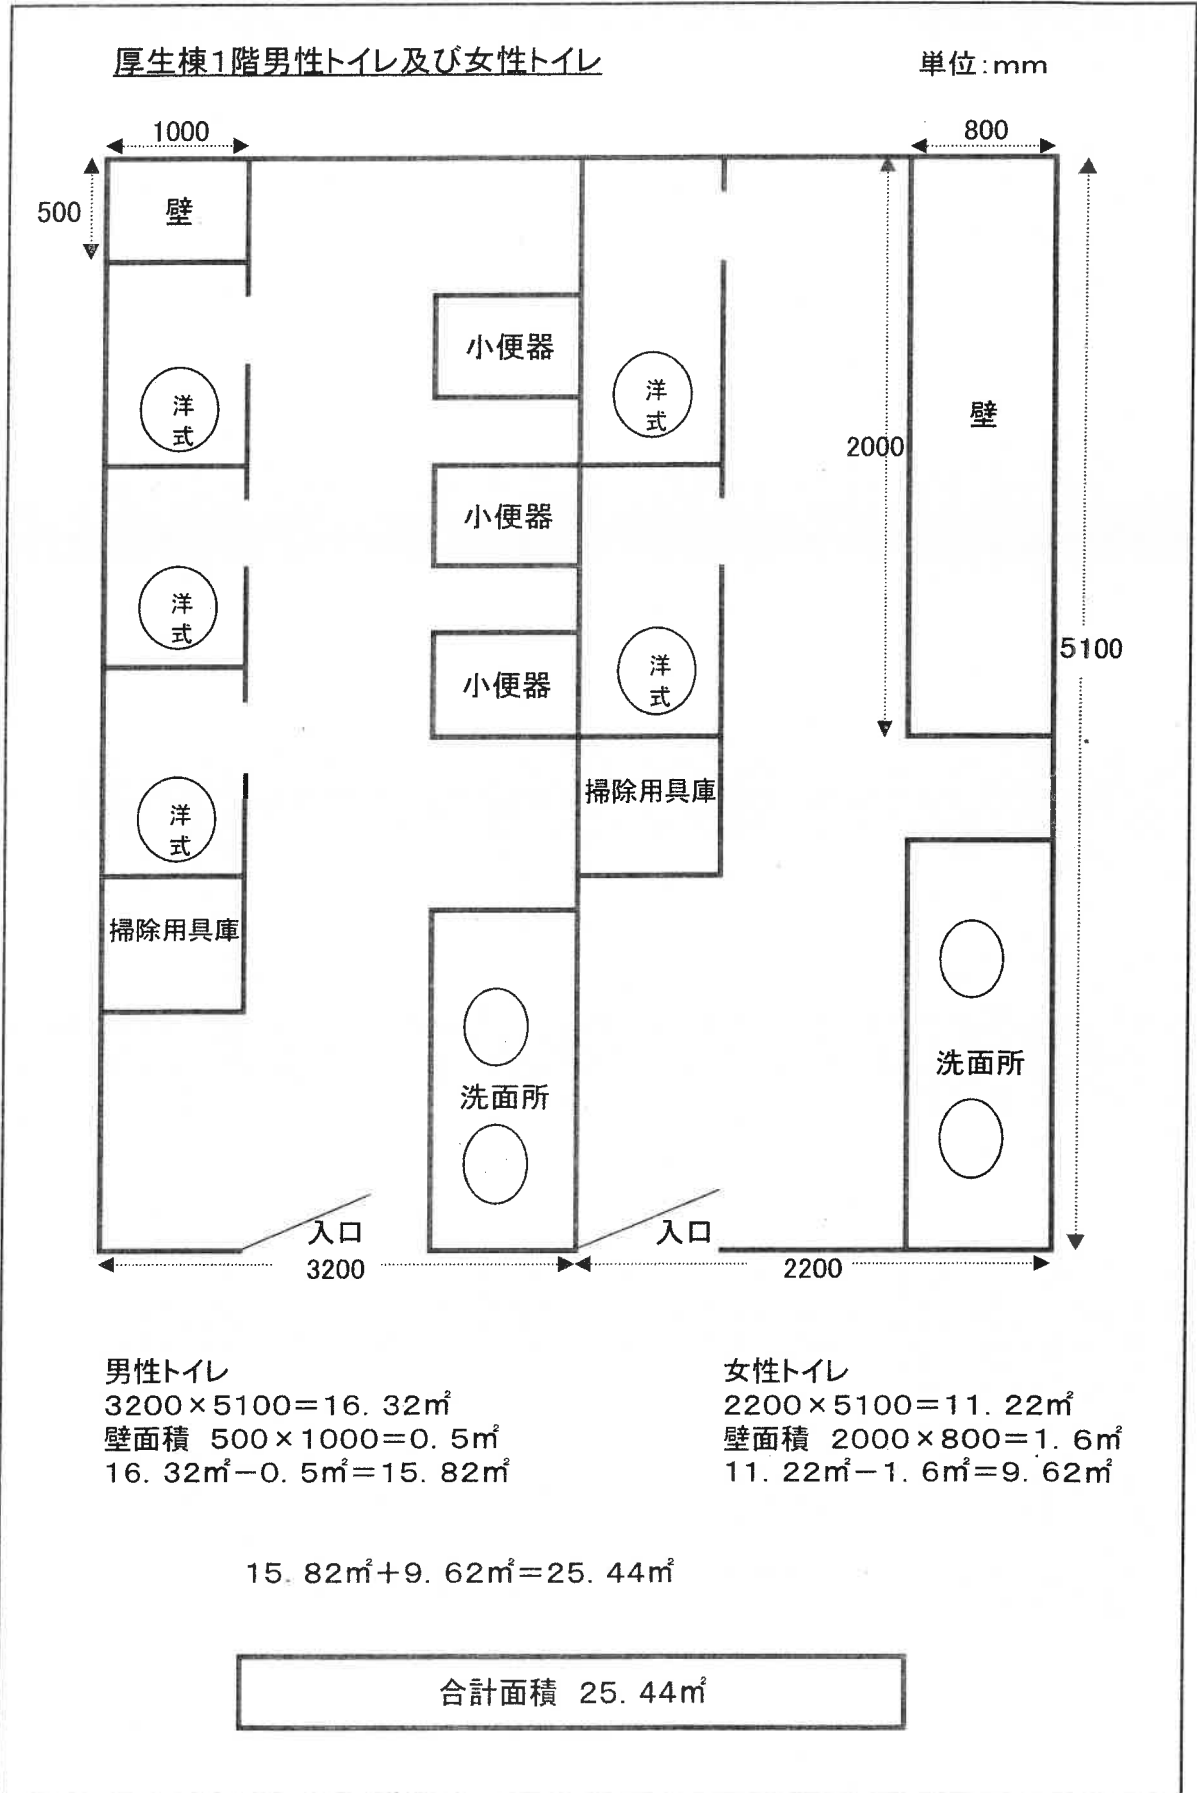 厚生棟1階男性トイレ及び女性トイレ
単位:mm
1000
800
500
壁
小便器
洋式
洋式
壁
2000
小便器
洋式
洋式
小便器
5100
洋式
掃除用具庫
掃除用具庫
洗面所
洗面所
入口
入口
3200
2200
男性トイレ
3200×5100=16.32㎡
壁面積 500×1000=0.5㎡
16.32㎡-0.5㎡=15.82㎡
女性トイレ
2200×5100=11.22㎡
壁面積 2000×800=1.6㎡
11.22㎡-1.6㎡=9.62㎡
15.82㎡+9.62㎡=25.44㎡
合計面積 25.44㎡